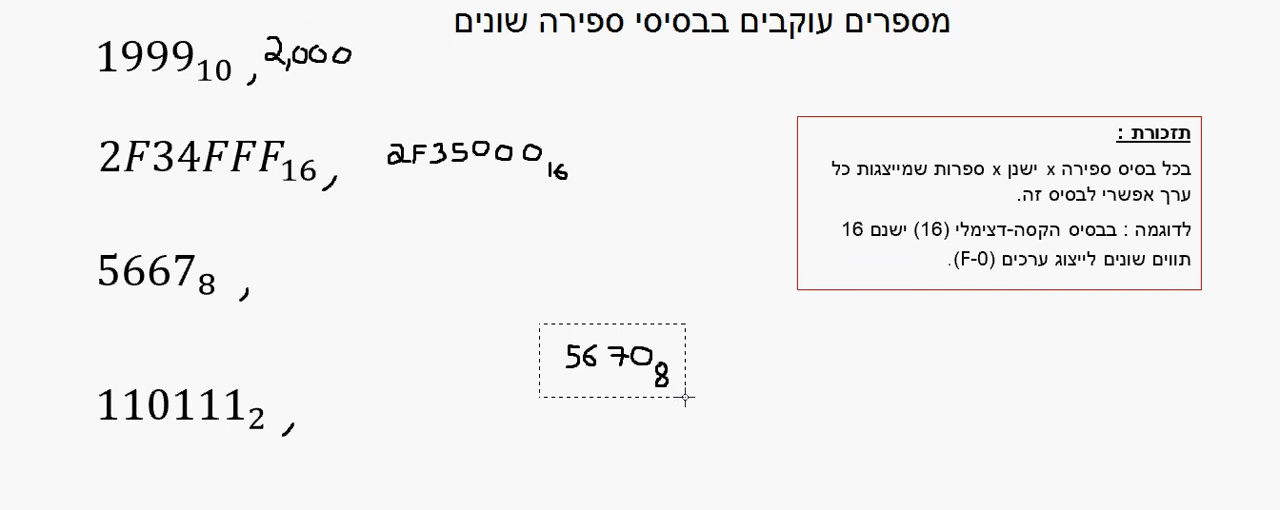 מספרים עוקבים בבסיסי ספירה שונים
1999₁₀ , 2,000
2F34FFF₁₆ , 2F35000₁₆
5667₈ ,
5670₈
110111₂ ,
תזכורת :
בכל בסיס ספירה x ישנן x ספרות שמייצגות כל
ערך אפשרי לבסיס זה.
לדוגמה : בבסיס הקסה-דצימלי (16) ישנם 16
תווים שונים לייצוג ערכים (F-0).